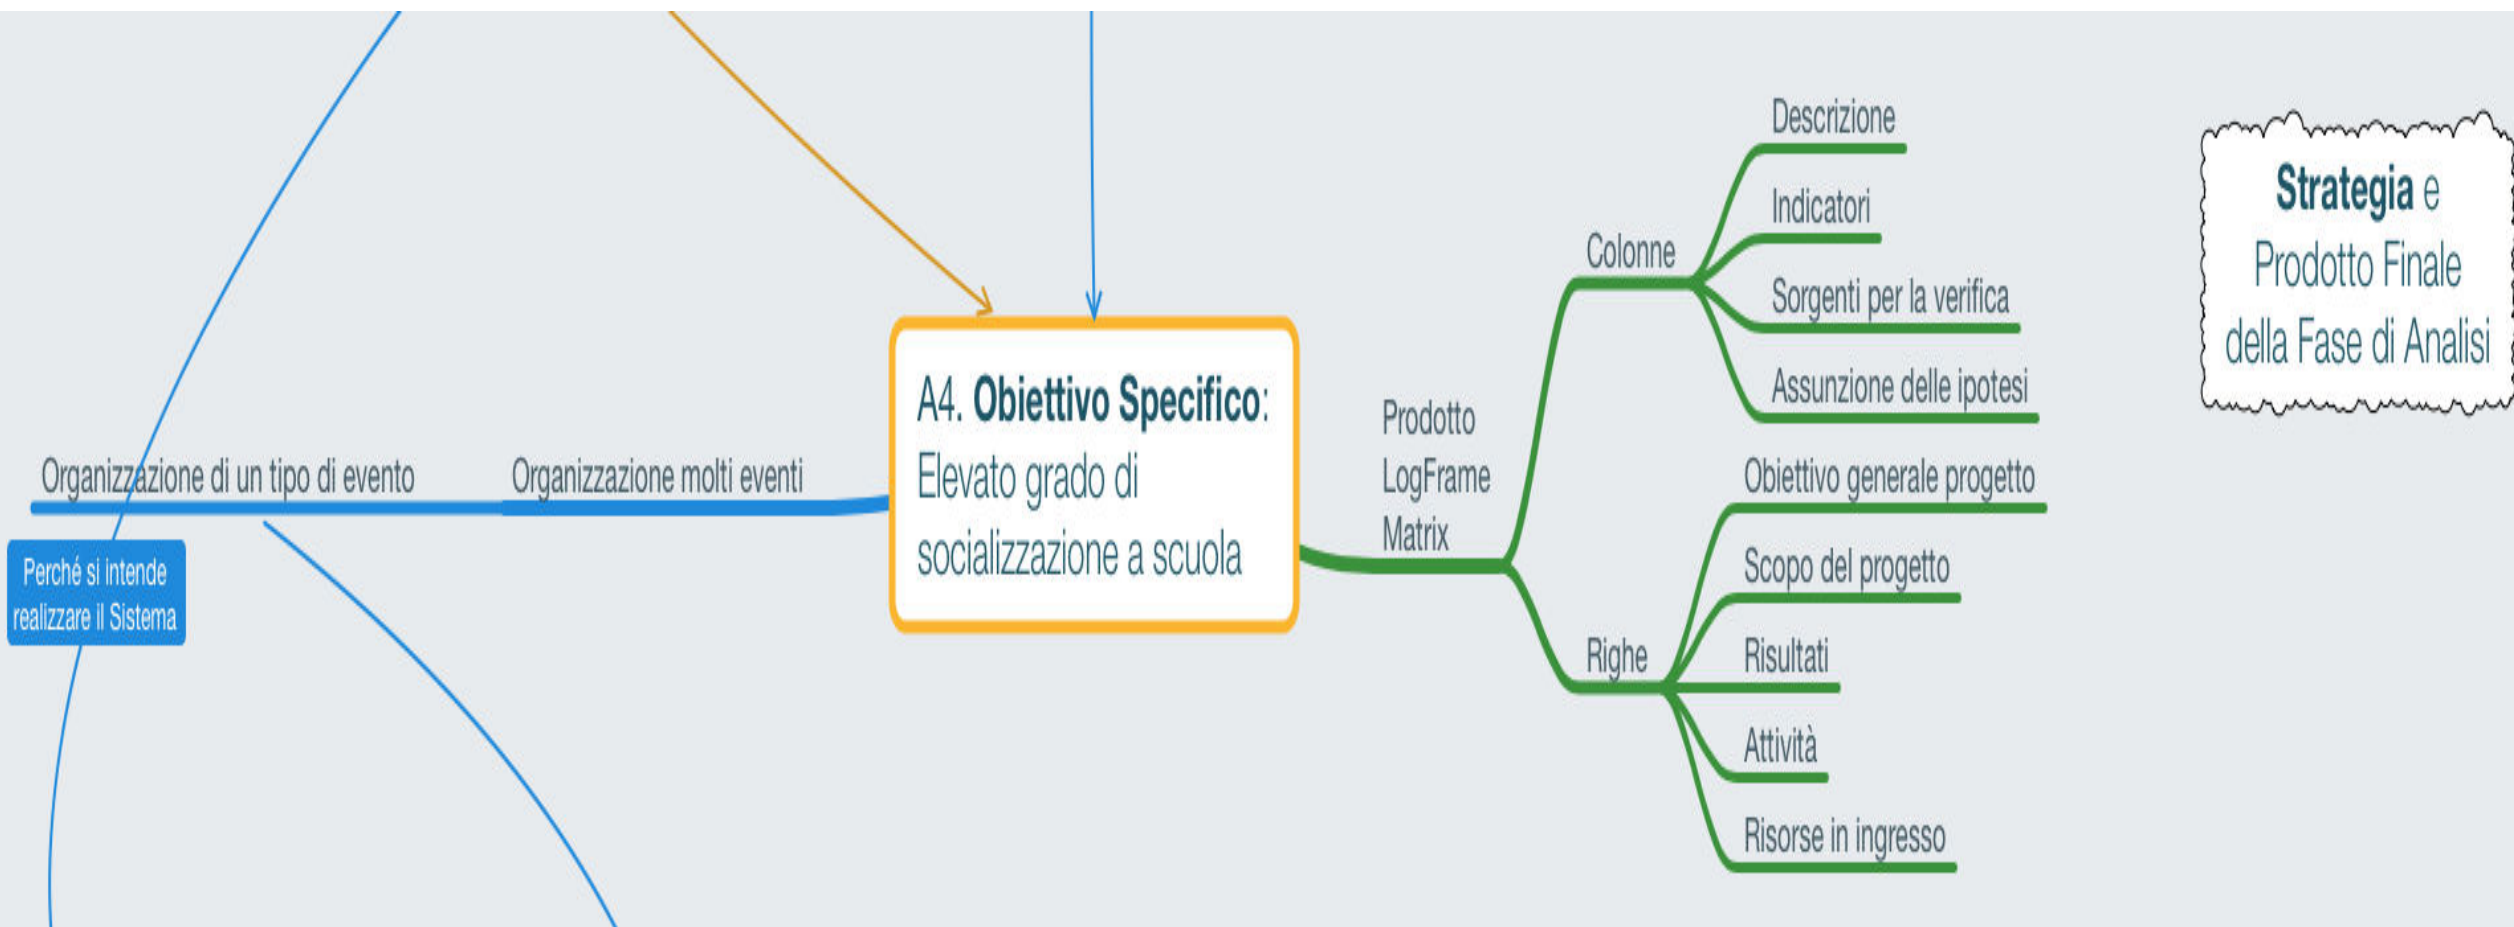 Organizzazione di un tipo di evento
Organizzazione molti eventi
Perché si intende
realizzare il Sistema
A4. Obiettivo Specifico:
Elevato grado di
socializzazione a scuola
Prodotto
LogFrame
Matrix
Colonne
Descrizione
Indicatori
Sorgenti per la verifica
Assunzione delle ipotesi
Righe
Obiettivo generale progetto
Scopo del progetto
Risultati
Attività
Risorse in ingresso
Strategia e
Prodotto Finale
della Fase di Analisi